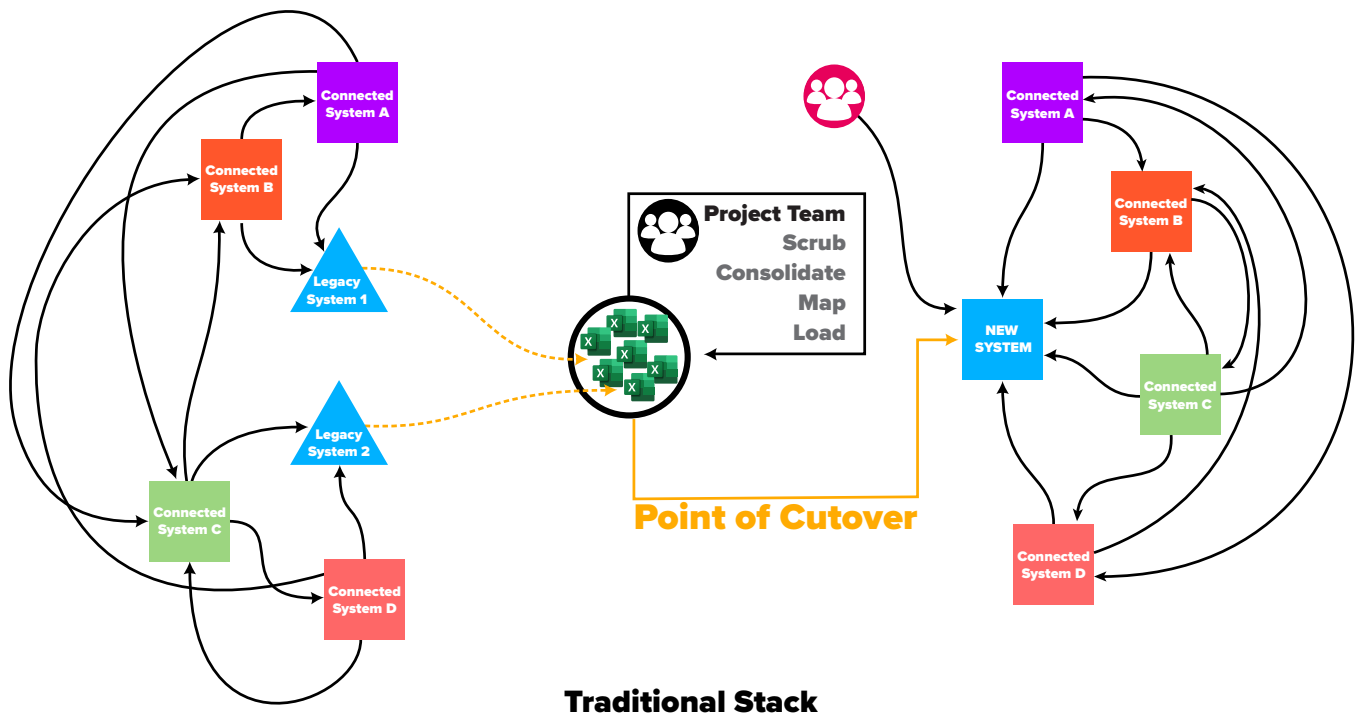 Connected
System A
Connected
System B
Legacy
System 1
Legacy
System 2
Connected
System C
Connected
System D
Project Team
Scrub
Consolidate
Map
Load
X
X
X
X
X
X
X
Point of Cutover
Connected
System A
Connected
System B
NEW
SYSTEM
Connected
System C
Connected
System D
Traditional Stack